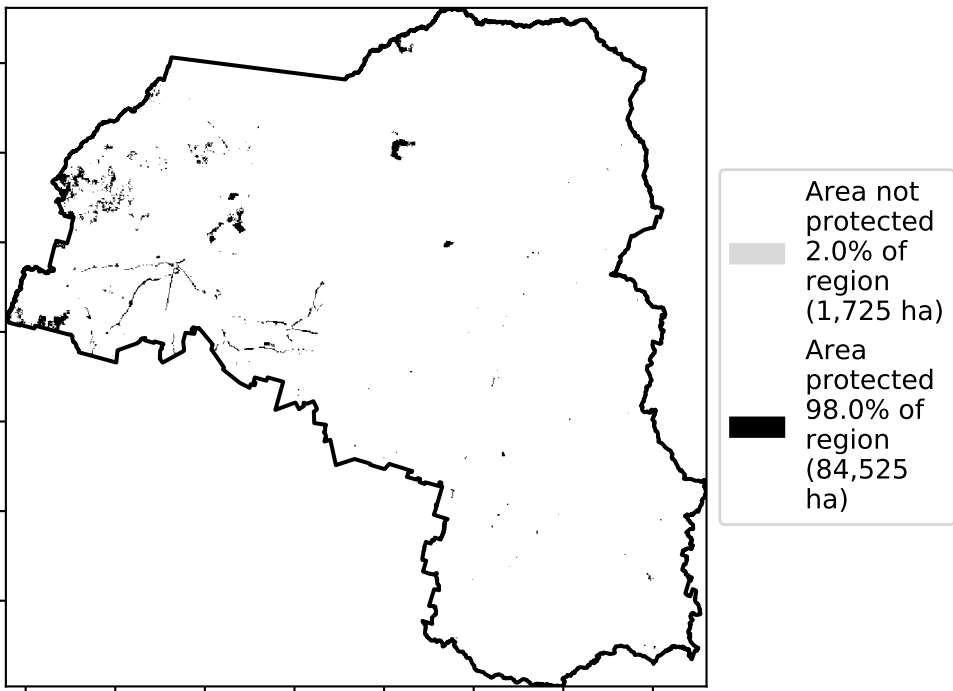 Area not
protected
2.0% of
region
(1,725 ha)
Area
protected
98.0% of
region
(84,525
ha)